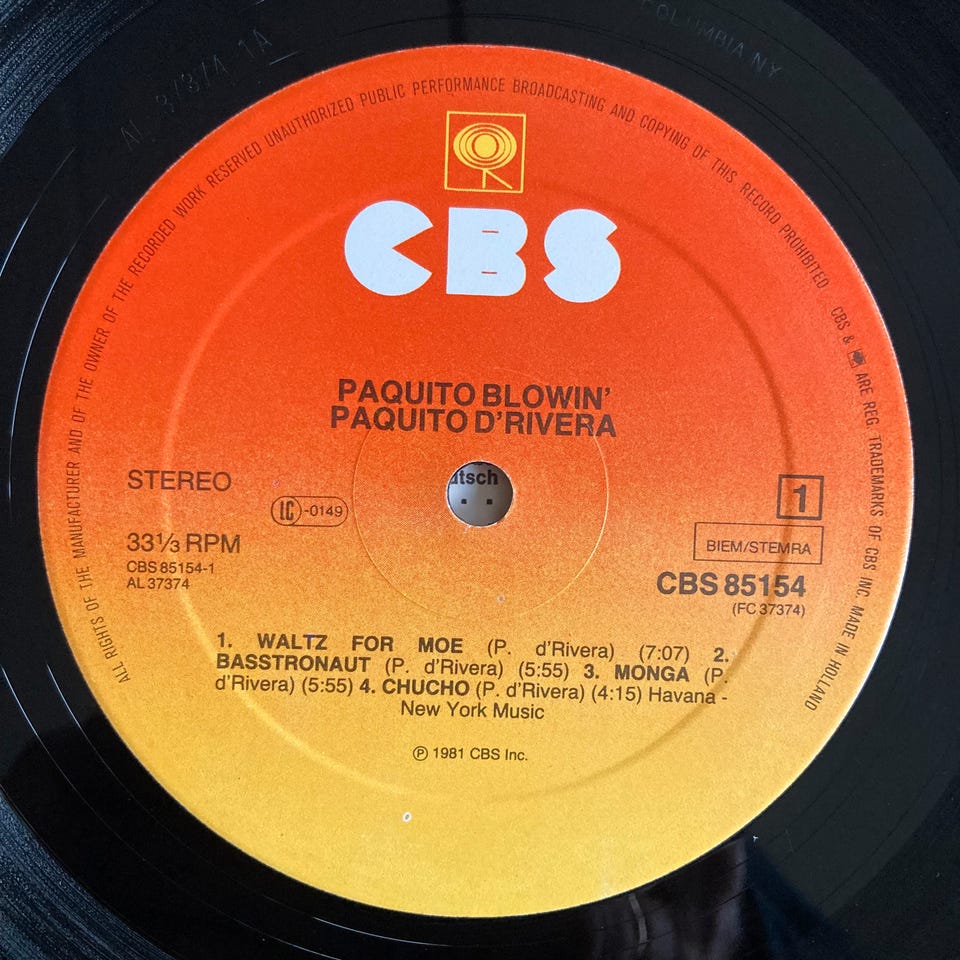 COLUMBIA NY
ALL RIGHTS OF THE MANUFACTURER AND OF THE OWNER OF THE RECORDED WORK RESERVED UNAUTHORIZED PUBLIC PERFORMANCE BROADCASTING AND COPYING OF THIS RECORD PROHIBITED · CBS & ARE REG. TRADEMARKS OF CBS INC. MADE IN HOLLAND
CBS
PAQUITO BLOWIN'
PAQUITO D'RIVERA
utsch
STEREO
LC -0149
1
33⅓ RPM
BIEM/STEMRA
CBS 85154-1
CBS 85154
AL 37374
(FC 37374)
1. WALTZ FOR MOE (P. d'Rivera) (7:07) 2.
BASSTRONAUT (P. d'Rivera) (5:55) 3. MONGA (P.
d'Rivera) (5:55) 4. CHUCHO (P. d'Rivera) (4:15) Havana -
New York Music
℗ 1981 CBS Inc.